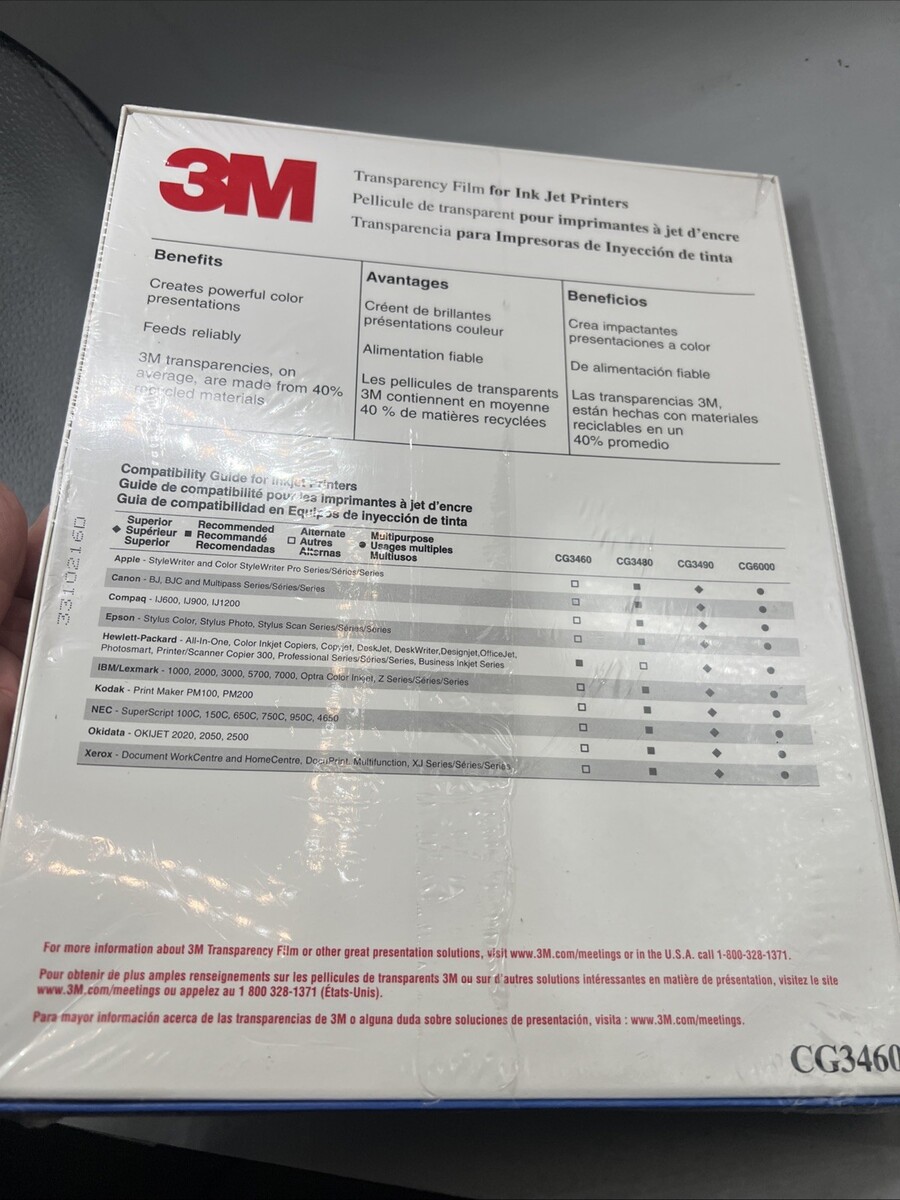 3M
Transparency Film for Ink Jet Printers
Pellicule de transparent pour imprimantes à jet d'encre
Transparencia para Impresoras de Inyección de tinta
Benefits
Creates powerful color
presentations
Feeds reliably
3M transparencies, on
average, are made from 40%
recycled materials
Avantages
Créent de brillantes
présentations couleur
Alimentation fiable
Les pellicules de transparents
3M contiennent en moyenne
40 % de matières recyclées
Beneficios
Crea impactantes
presentaciones a color
De alimentación fiable
Las transparencias 3M,
están hechas con materiales
reciclables en un
40% promedio
Compatibility Guide for Inkjet Printers
Guide de compatibilité pour les imprimantes à jet d'encre
Guia de compatibilidad en Equipos de inyección de tinta
◆ Superior
Supérieur
Superior
■ Recommended
Recommandé
Recomendadas
□ Alternate
Autres
Alternas
● Multipurpose
Usages multiples
Multiusos
CG3460 CG3480 CG3490 CG6000
Apple - StyleWriter and Color StyleWriter Pro Series/Séries/Series □ ■ ◆ ●
Canon - BJ, BJC and Multipass Series/Séries/Series □ ■ ◆ ●
Compaq - IJ600, IJ900, IJ1200 □ ■ ◆ ●
Epson - Stylus Color, Stylus Photo, Stylus Scan Series/Séries/Series □ ■ ◆ ●
Hewlett-Packard - All-In-One, Color Inkjet Copiers, Copyjet, DeskJet, DeskWriter,Designjet,OfficeJet,
Photosmart, Printer/Scanner Copier 300, Professional Series/Séries/Series, Business Inkjet Series ■ □ ◆ ●
IBM/Lexmark - 1000, 2000, 3000, 5700, 7000, Optra Color Inkjet, Z Series/Séries/Series □ ■ ◆ ●
Kodak - Print Maker PM100, PM200 □ ■ ◆ ●
NEC - SuperScript 100C, 150C, 650C, 750C, 950C, 4650 □ ■ ◆ ●
Okidata - OKIJET 2020, 2050, 2500 □ ■ ◆ ●
Xerox - Document WorkCentre and HomeCentre, DocuPrint, Multifunction, XJ Series/Séries/Series □ ■ ◆ ●
7310216D
For more information about 3M Transparency Film or other great presentation solutions, visit www.3M.com/meetings or in the U.S.A. call 1-800-328-1371.
Pour obtenir de plus amples renseignements sur les pellicules de transparents 3M ou sur d'autres solutions intéressantes en matière de présentation, visitez le site
www.3M.com/meetings ou appelez au 1 800 328-1371 (États-Unis).
Para mayor información acerca de las transparencias de 3M o alguna duda sobre soluciones de presentación, visita : www.3M.com/meetings.
CG3460